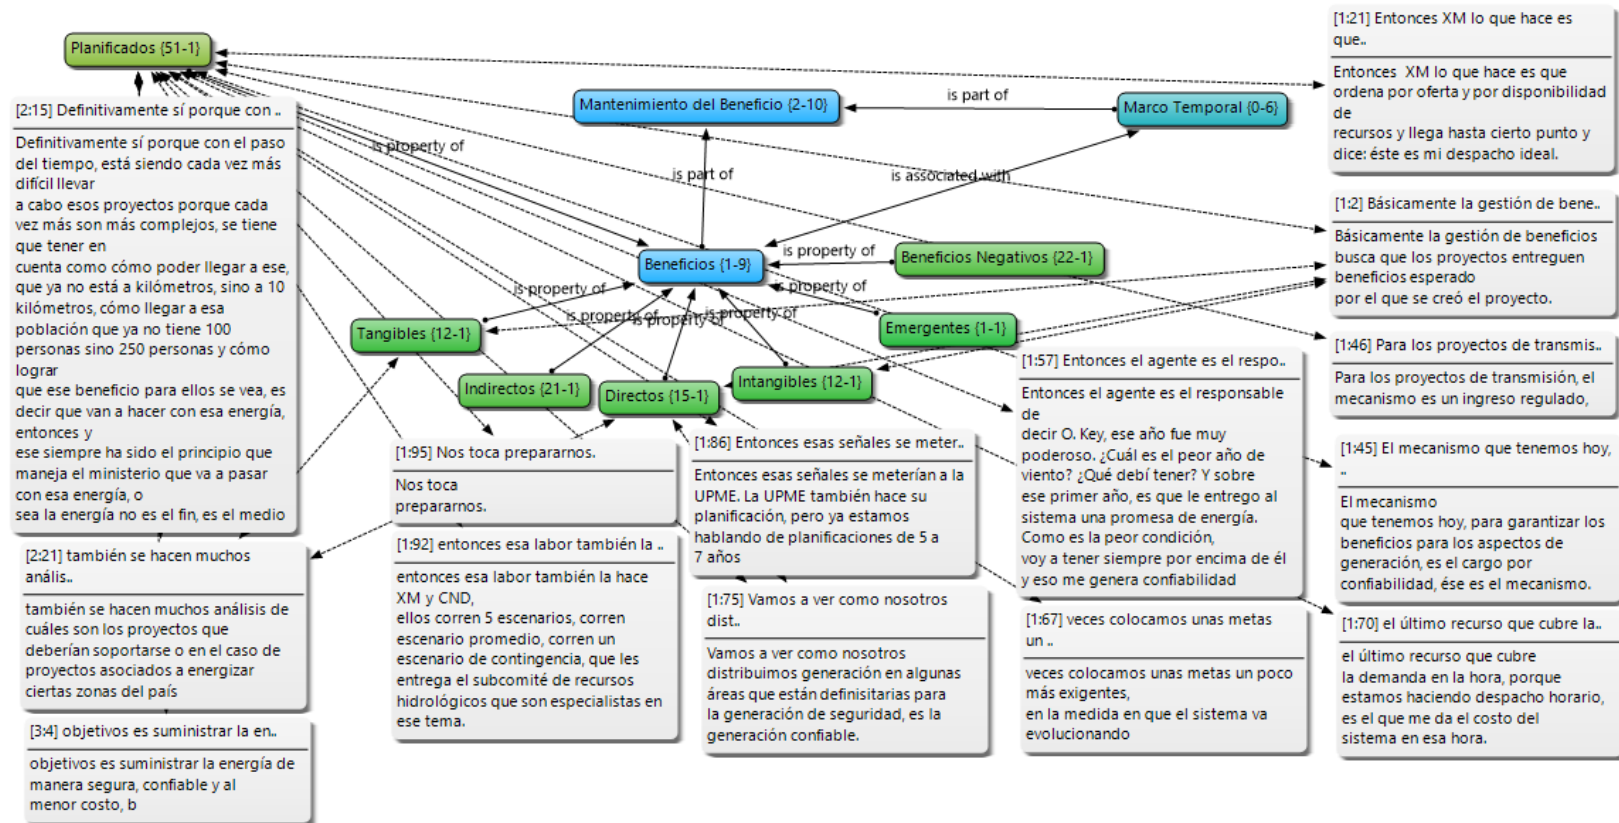 Planificados {51-1}
[2:15] Definitivamente sí porque con ..
Definitivamente sí porque con el paso
del tiempo, está siendo cada vez más
difícil llevar
a cabo esos proyectos porque cada
vez más son más complejos, se tiene
que tener en
cuenta como cómo poder llegar a ese,
que ya no está a kilómetros, sino a 10
kilómetros, cómo llegar a esa
población que ya no tiene 100
personas sino 250 personas y cómo
lograr
que ese beneficio para ellos se vea, es
decir que van a hacer con esa energía,
entonces y
ese siempre ha sido el principio que
maneja el ministerio que va a pasar
con esa energía, o
sea la energía no es el fin, es el medio
[2:21] también se hacen muchos
anális..
también se hacen muchos análisis de
cuáles son los proyectos que
deberían soportarse o en el caso de
proyectos asociados a energizar
ciertas zonas del país
[3:4] objetivos es suministrar la en..
objetivos es suministrar la energía de
manera segura, confiable y al
menor costo, b
Mantenimiento del Beneficio {2-10}
is part of
Marco Temporal {0-6}
is property of
is part of
is associated with
Beneficios {1-9}
is property of
Beneficios Negativos {22-1}
is property of
is property of
is property of
is property of
is property of
Tangibles {12-1}
Emergentes {1-1}
Indirectos {21-1}
Directos {15-1}
Intangibles {12-1}
[1:95] Nos toca prepararnos.
Nos toca
prepararnos.
[1:92] entonces esa labor también la ..
entonces esa labor también la hace
XM y CND,
ellos corren 5 escenarios, corren
escenario promedio, corren un
escenario de contingencia, que les
entrega el subcomité de recursos
hidrológicos que son especialistas en
ese tema.
[1:86] Entonces esas señales se meter..
Entonces esas señales se meterían a la
UPME. La UPME también hace su
planificación, pero ya estamos
hablando de planificaciones de 5 a
7 años
[1:75] Vamos a ver como nosotros
dist..
Vamos a ver como nosotros
distribuimos generación en algunas
áreas que están definisitarias para
la generación de seguridad, es la
generación confiable.
[1:57] Entonces el agente es el respo..
Entonces el agente es el responsable
de
decir O. Key, ese año fue muy
poderoso. ¿Cuál es el peor año de
viento? ¿Qué debí tener? Y sobre
ese primer año, es que le entrego al
sistema una promesa de energía.
Como es la peor condición,
voy a tener siempre por encima de él
y eso me genera confiabilidad
[1:67] veces colocamos unas metas
un ..
veces colocamos unas metas un poco
más exigentes,
en la medida en que el sistema va
evolucionando
[1:21] Entonces XM lo que hace es
que..
Entonces XM lo que hace es que
ordena por oferta y por disponibilidad
de
recursos y llega hasta cierto punto y
dice: éste es mi despacho ideal.
[1:2] Básicamente la gestión de bene..
Básicamente la gestión de beneficios
busca que los proyectos entreguen
beneficios esperado
por el que se creó el proyecto.
[1:46] Para los proyectos de transmis..
Para los proyectos de transmisión, el
mecanismo es un ingreso regulado,
[1:45] El mecanismo que tenemos hoy,
..
El mecanismo
que tenemos hoy, para garantizar los
beneficios para los aspectos de
generación, es el cargo por
confiabilidad, ése es el mecanismo.
[1:70] el último recurso que cubre la..
el último recurso que cubre
la demanda en la hora, porque
estamos haciendo despacho horario,
es el que me da el costo del
sistema en esa hora.